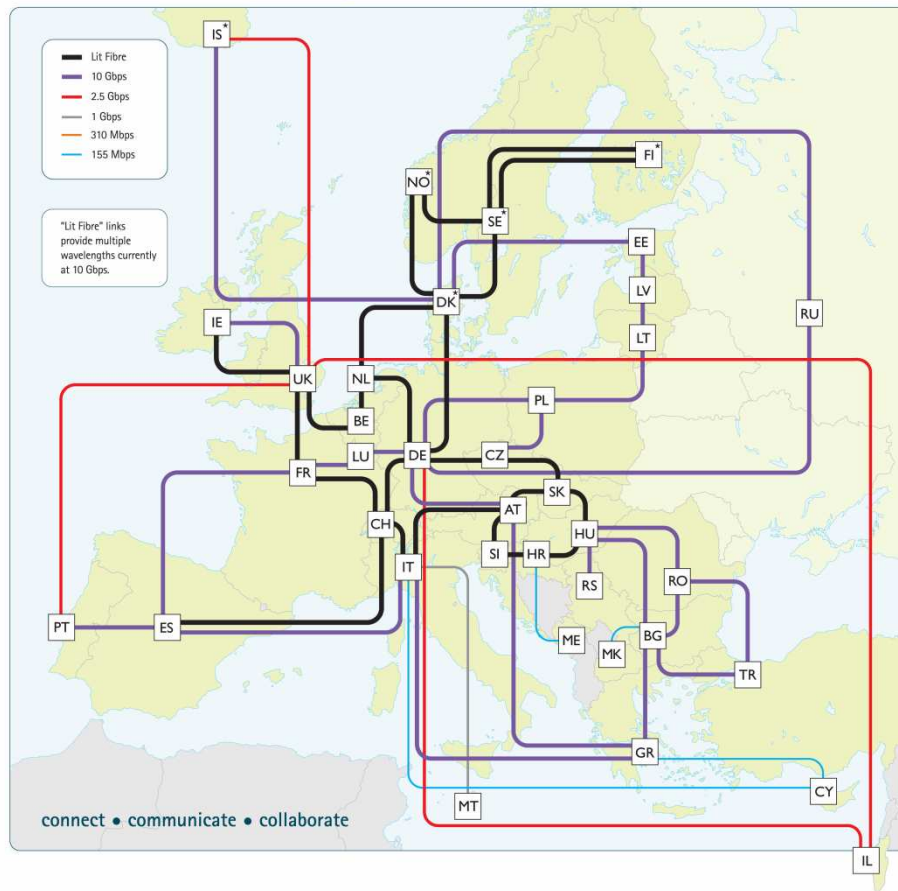 IS*
Lit Fibre
10 Gbps
2.5 Gbps
1 Gbps
310 Mbps
155 Mbps
"Lit Fibre" links
provide multiple
wavelengths currently
at 10 Gbps.
FI*
NO*
SE*
EE
DK*
LV
RU
IE
LT
UK
NL
PL
BE
LU
DE
CZ
FR
SK
AT
CH
HU
SI
HR
IT
RS
RO
PT
ES
ME
MK
BG
TR
GR
CY
MT
connect • communicate • collaborate
IL